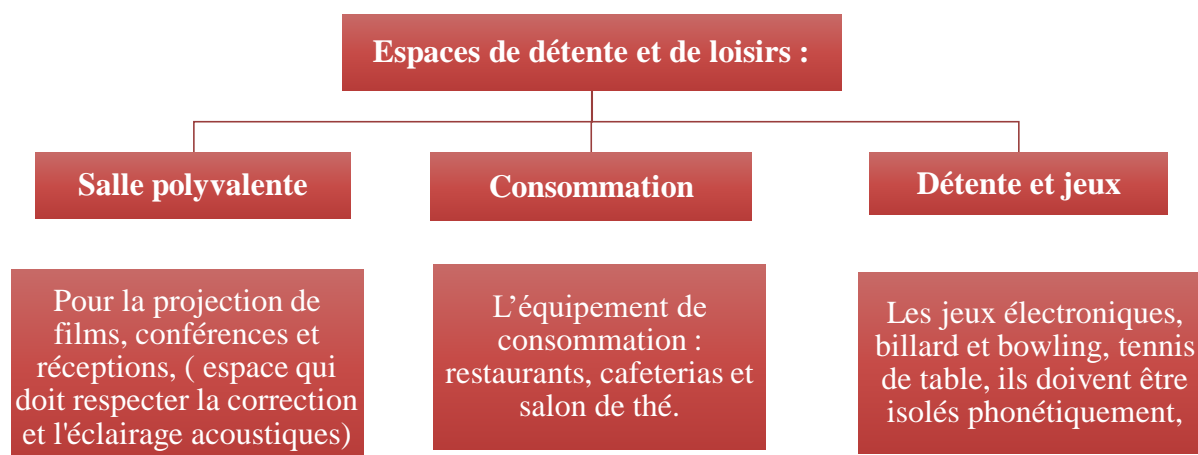 Espaces de détente et de loisirs :
Salle polyvalente
Consommation
Détente et jeux
Pour la projection de
films, conférences et
réceptions, ( espace qui
doit respecter la correction
et l'éclairage acoustiques)
L’équipement de
consommation :
restaurants, cafeterias et
salon de thé.
Les jeux électroniques,
billard et bowling, tennis
de table, ils doivent être
isolés phonétiquement,